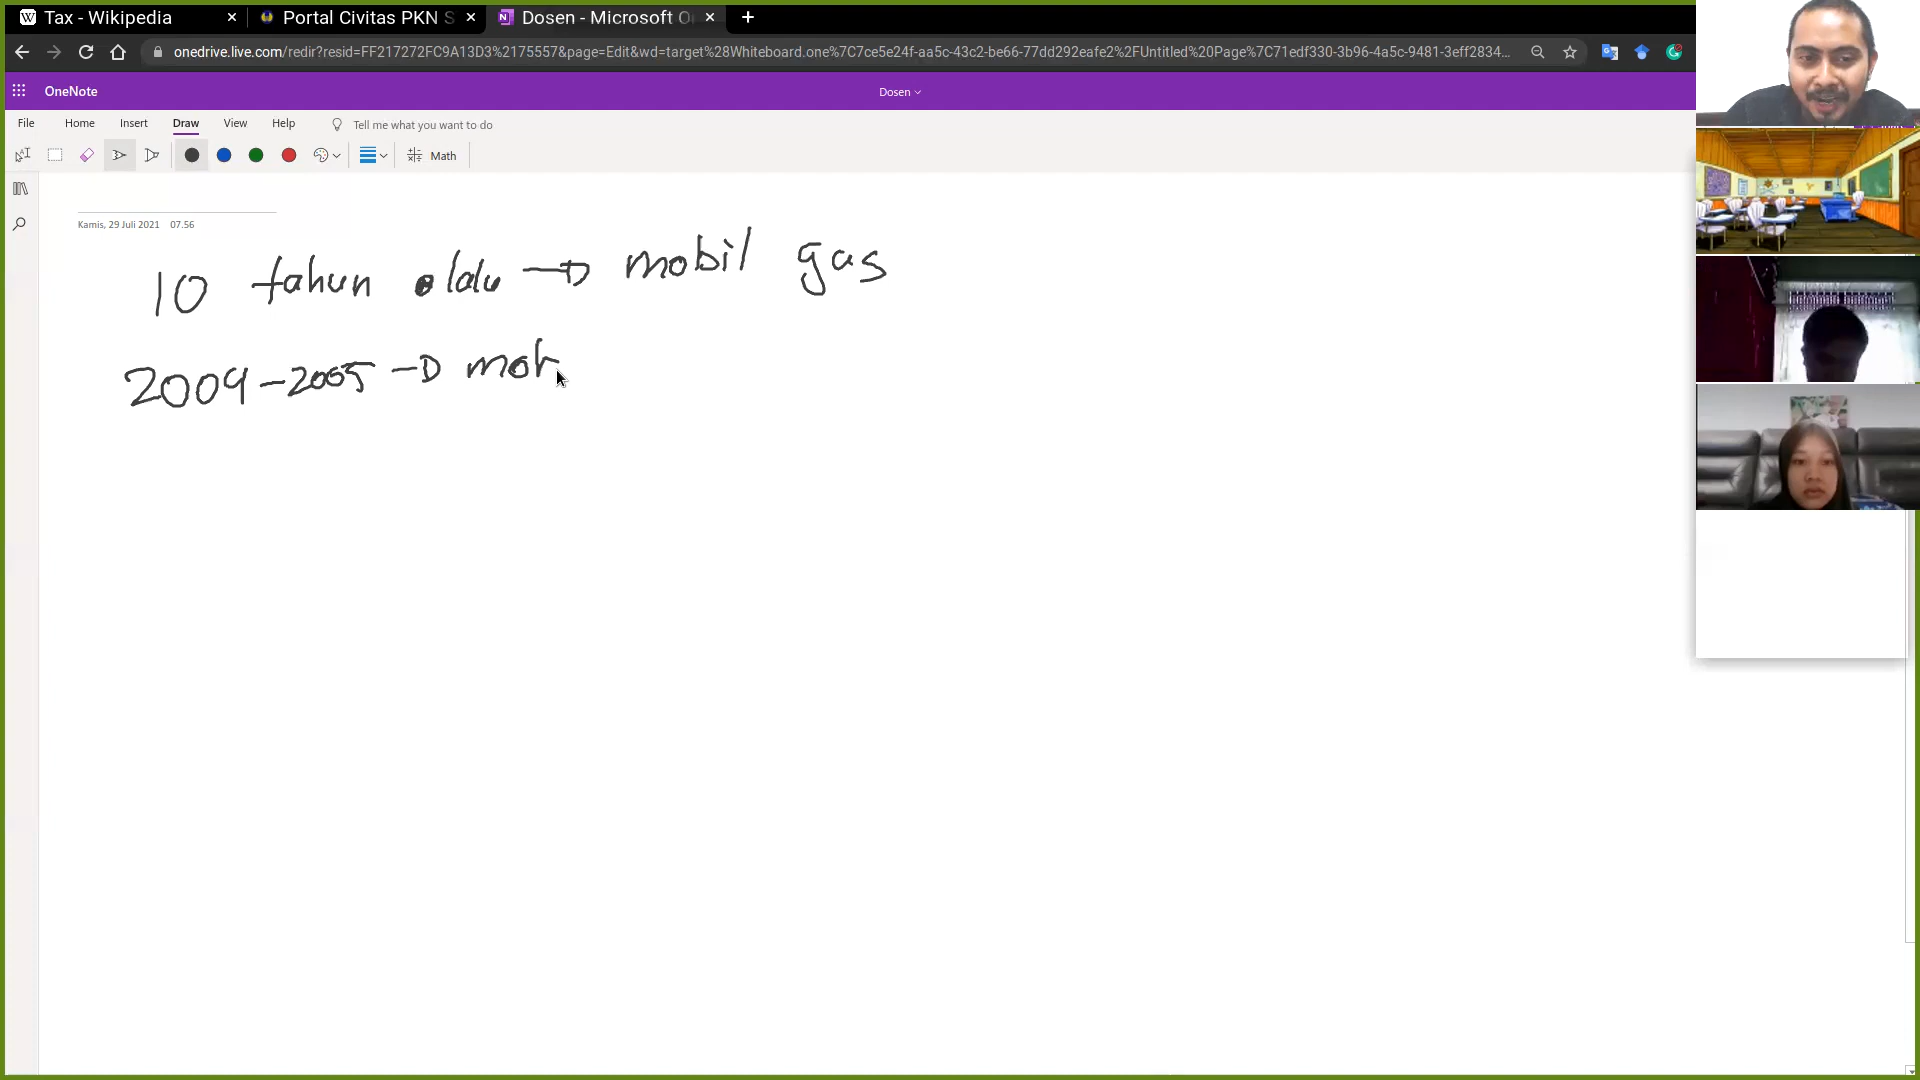 Tax - Wikipedia
Portal Civitas PKN S
Dosen - Microsoft O
onedrive.live.com/redir?resid=FF217272FC9A13D3%2175557&page=Edit&wd=target%28Whiteboard.one%7C7ce5e24f-aa5c-43c2-be66-77dd292eafe2%2FUntitled%20Page%7C71edf330-3b96-4a5c-9481-3eff2834...
OneNote
Dosen
File Home Insert Draw View Help Tell me what you want to do
Math
Kamis, 29 Juli 2021 07.56
10 tahun lalu → mobil gas
2009-2005 → mob